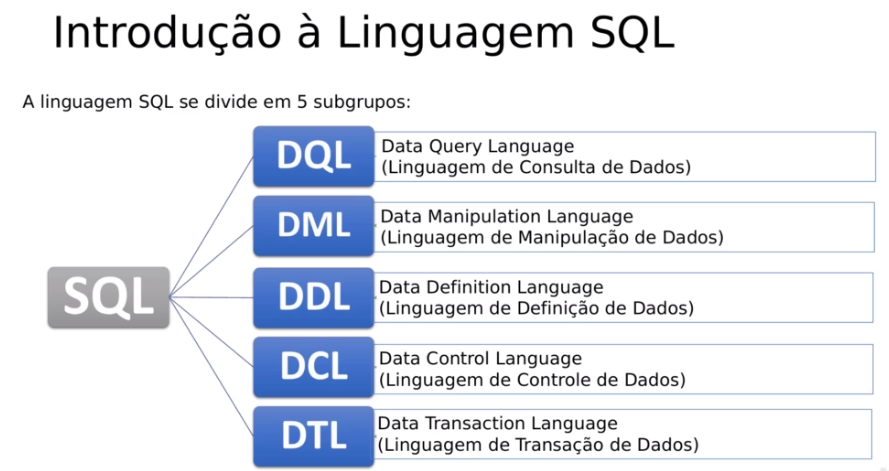 Introdução à Linguagem SQL
A linguagem SQL se divide em 5 subgrupos:
SQL
DQL
Data Query Language
(Linguagem de Consulta de Dados)
DML
Data Manipulation Language
(Linguagem de Manipulação de Dados)
DDL
Data Definition Language
(Linguagem de Definição de Dados)
DCL
Data Control Language
(Linguagem de Controle de Dados)
DTL
Data Transaction Language
(Linguagem de Transação de Dados)